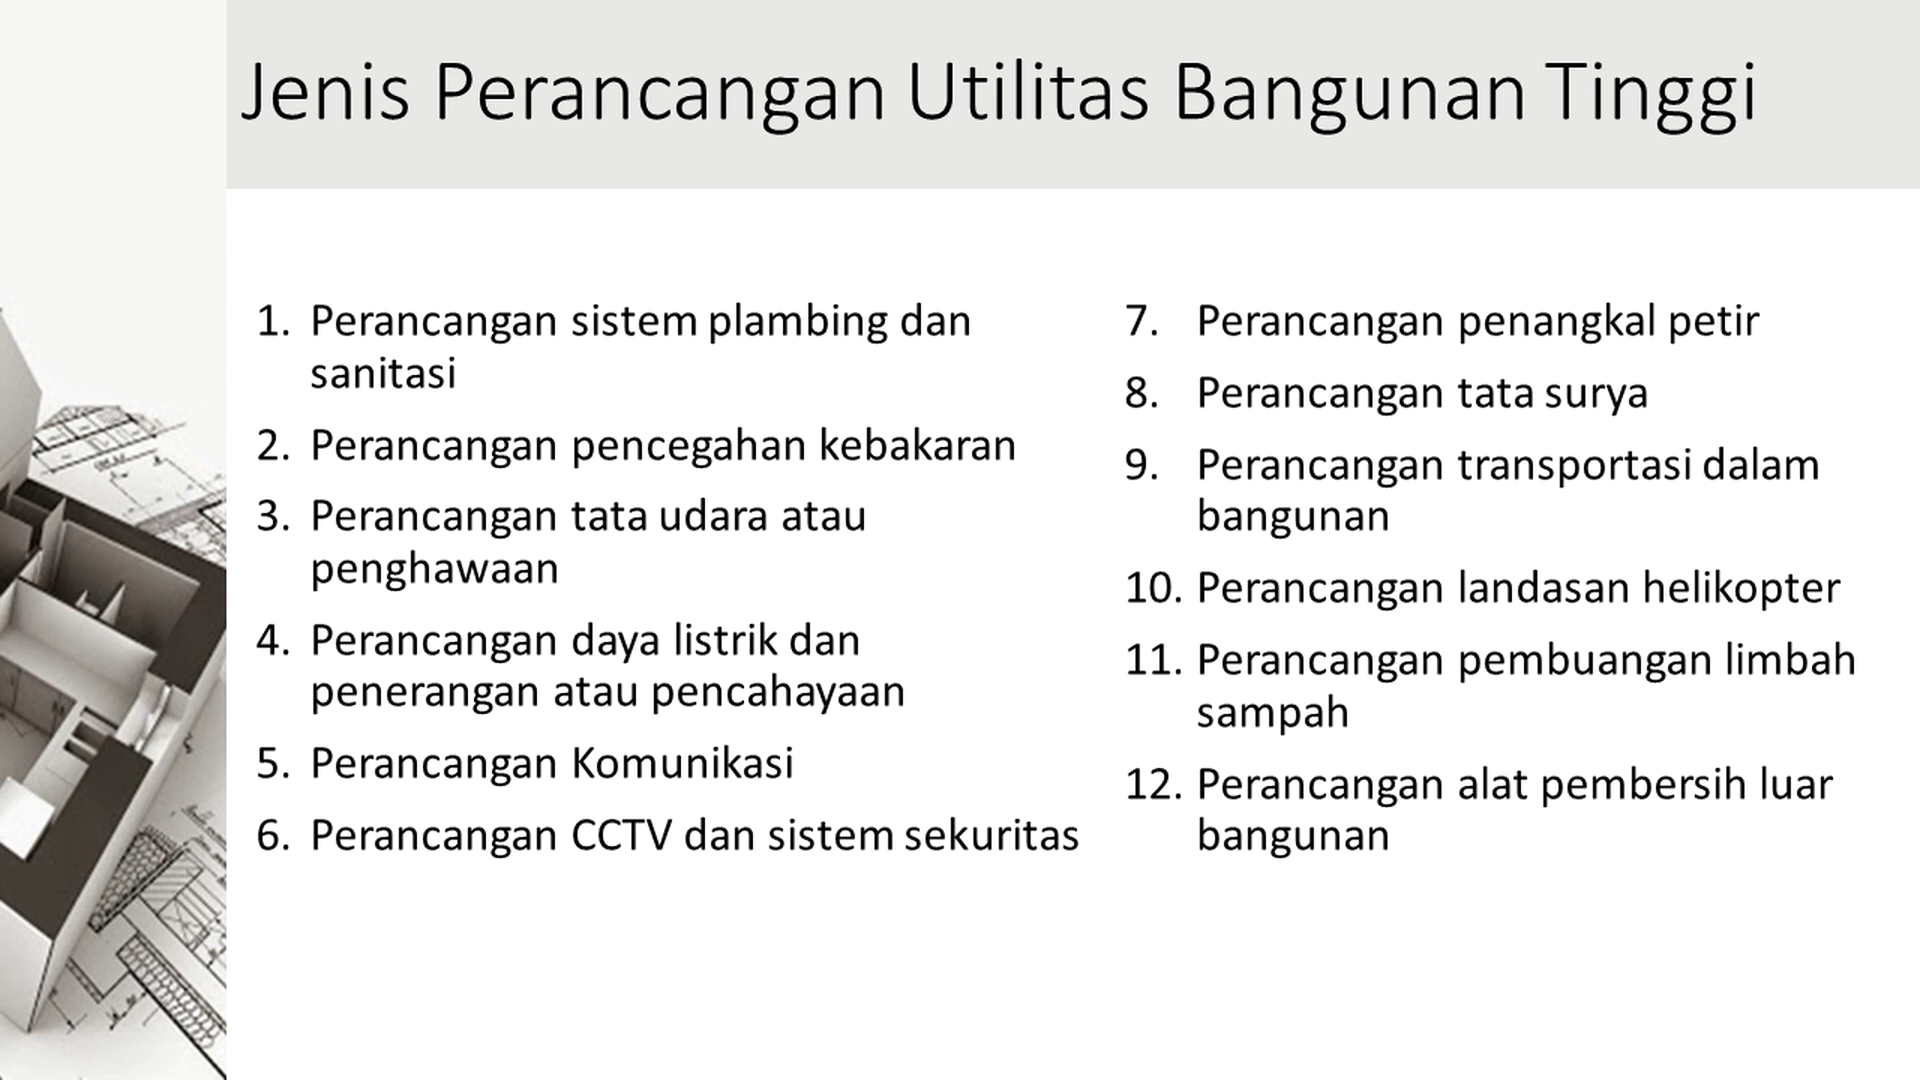 Jenis Perancangan Utilitas Bangunan Tinggi
1. Perancangan sistem plambing dan
sanitasi
2. Perancangan pencegahan kebakaran
3. Perancangan tata udara atau
penghawaan
4. Perancangan daya listrik dan
penerangan atau pencahayaan
5. Perancangan Komunikasi
6. Perancangan CCTV dan sistem sekuritas
7. Perancangan penangkal petir
8. Perancangan tata surya
9. Perancangan transportasi dalam
bangunan
10. Perancangan landasan helikopter
11. Perancangan pembuangan limbah
sampah
12. Perancangan alat pembersih luar
bangunan